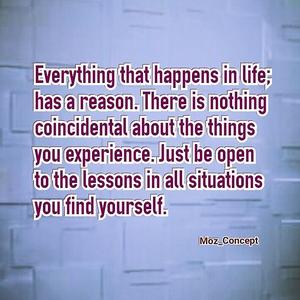 Everything that happens in life;
has a reason. There is nothing
coincidental about the things
you experience. Just be open
to the lessons in all situations
you find yourself.
Moz_Concept